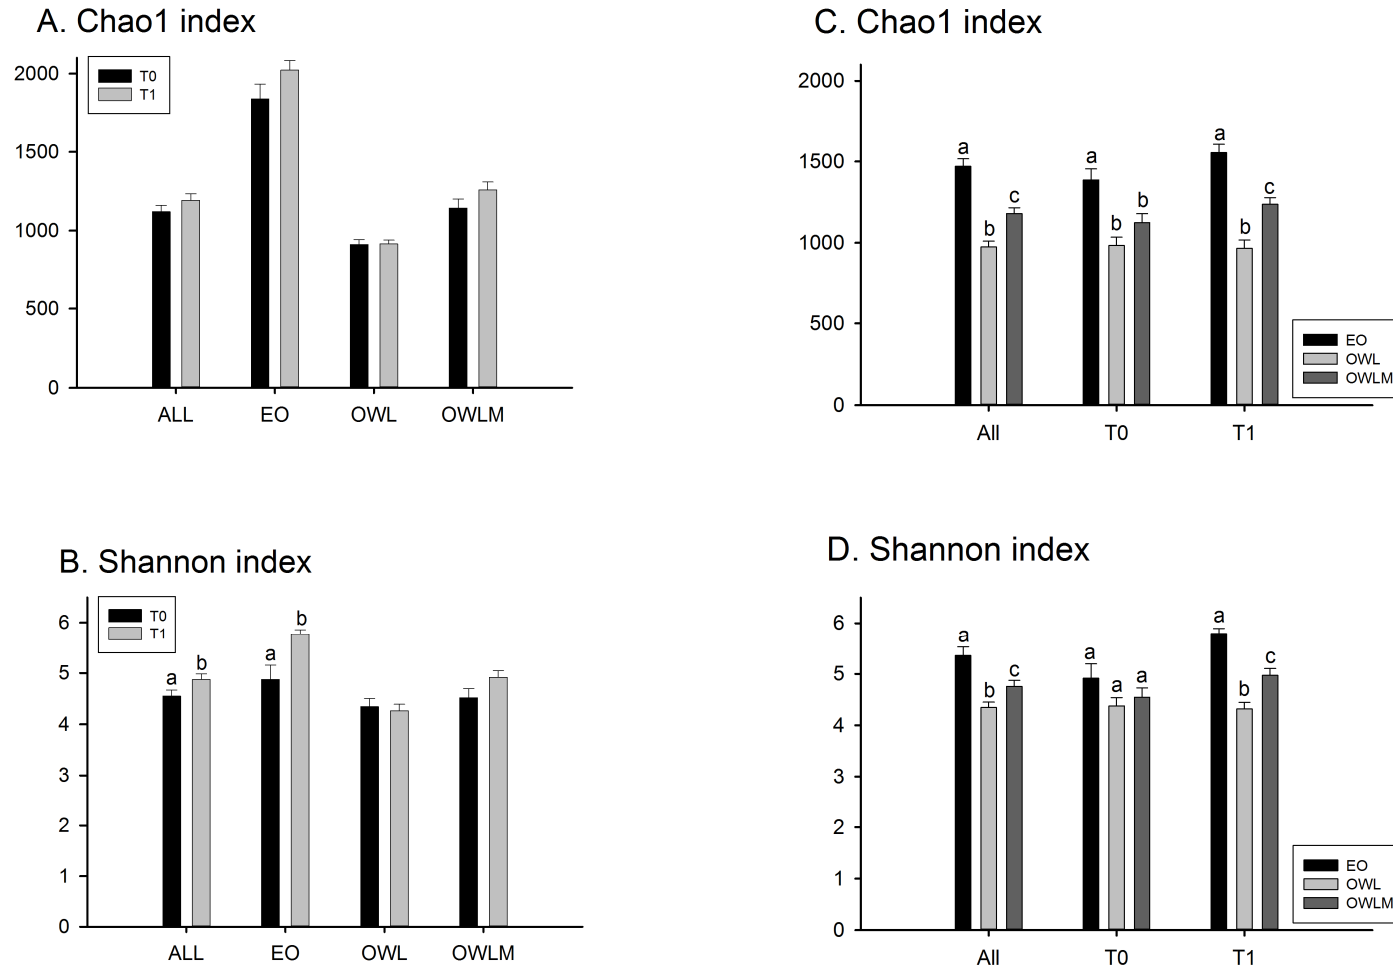 A. Chao1 index
T0
T1
2000
1500
1000
500
0
ALL EO OWL OWLM
C. Chao1 index
2000
1500
1000
500
0
a b c
a b b
a b c
EO
OWL
OWLM
All T0 T1
B. Shannon index
T0
T1
6
5
4
3
2
1
0
a b
a b
ALL EO OWL OWLM
D. Shannon index
6
5
4
3
2
1
0
a b c
a a a
a b c
EO
OWL
OWLM
All T0 T1